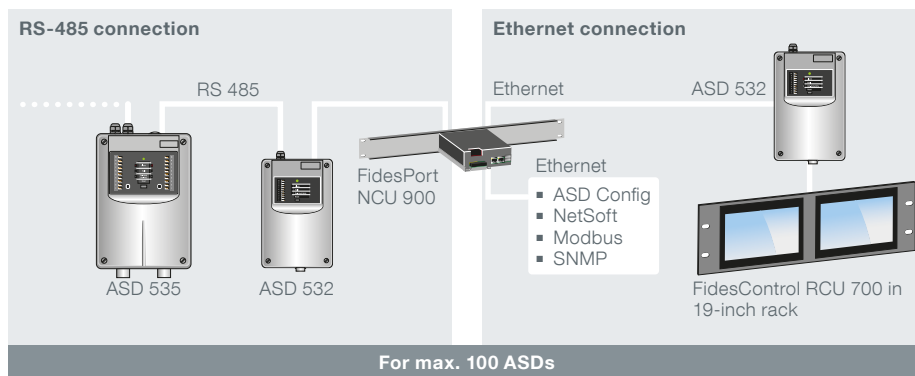 RS-485 connection
Ethernet connection
RS 485
Ethernet
ASD 532
FidesPort
NCU 900
Ethernet
▪ ASD Config
▪ NetSoft
▪ Modbus
▪ SNMP
ASD 535
ASD 532
FidesControl RCU 700 in
19-inch rack
For max. 100 ASDs